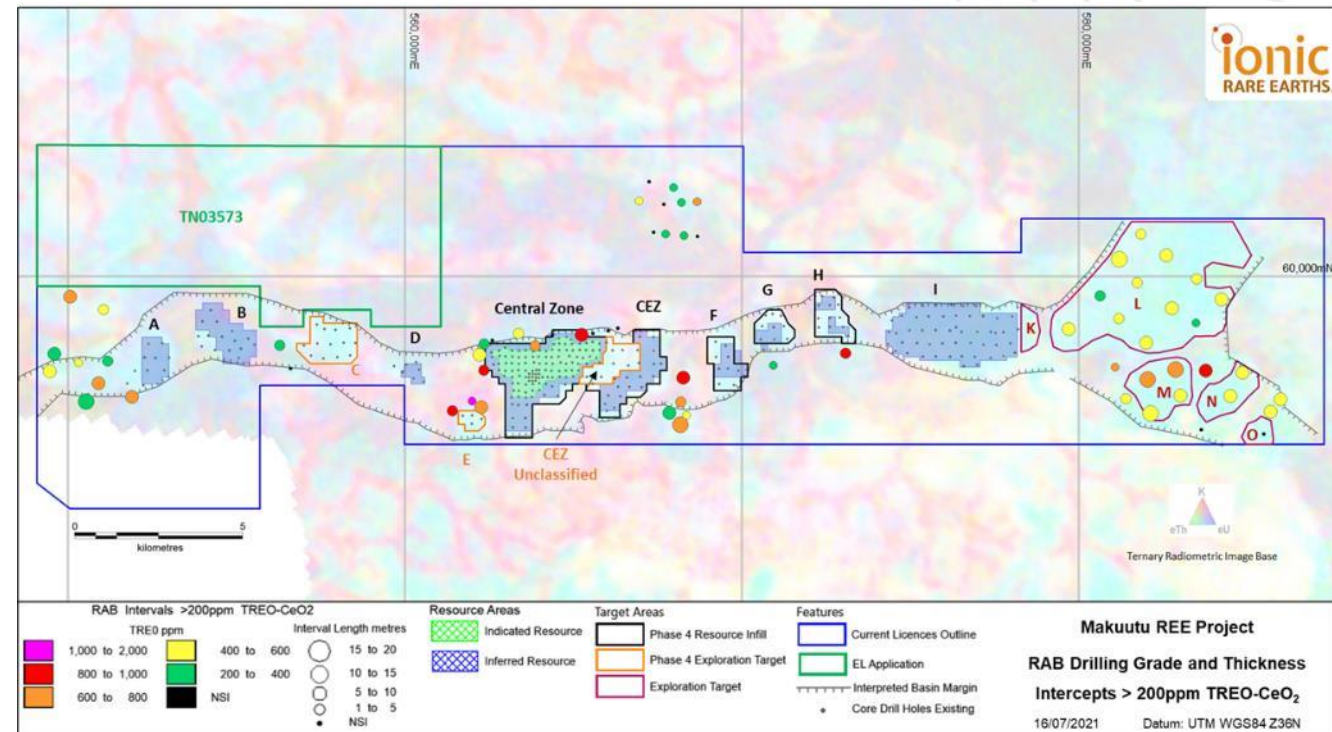 560,000mE
580,000mE
ionic
RARE EARTHS
TN03573
60,000mN
A
B
C
D
Central Zone
CEZ
F
G
H
I
K
L
M
N
O
E
CEZ
Unclassified
0 5
kilometres
K
eTh eU
Ternary Radiometric Image Base
RAB Intervals >200ppm TREO-CeO2
TREO ppm
1,000 to 2,000
800 to 1,000
600 to 800
400 to 600
200 to 400
NSI
Interval Length metres
15 to 20
10 to 15
5 to 10
1 to 5
NSI
Resource Areas
Indicated Resource
Inferred Resource
Target Areas
Phase 4 Resource Infill
Phase 4 Exploration Target
Exploration Target
Features
Current Licences Outline
EL Application
Interpreted Basin Margin
Core Drill Holes Existing
Makuutu REE Project
RAB Drilling Grade and Thickness
Intercepts > 200ppm TREO-CeO₂
16/07/2021 Datum: UTM WGS84 Z36N